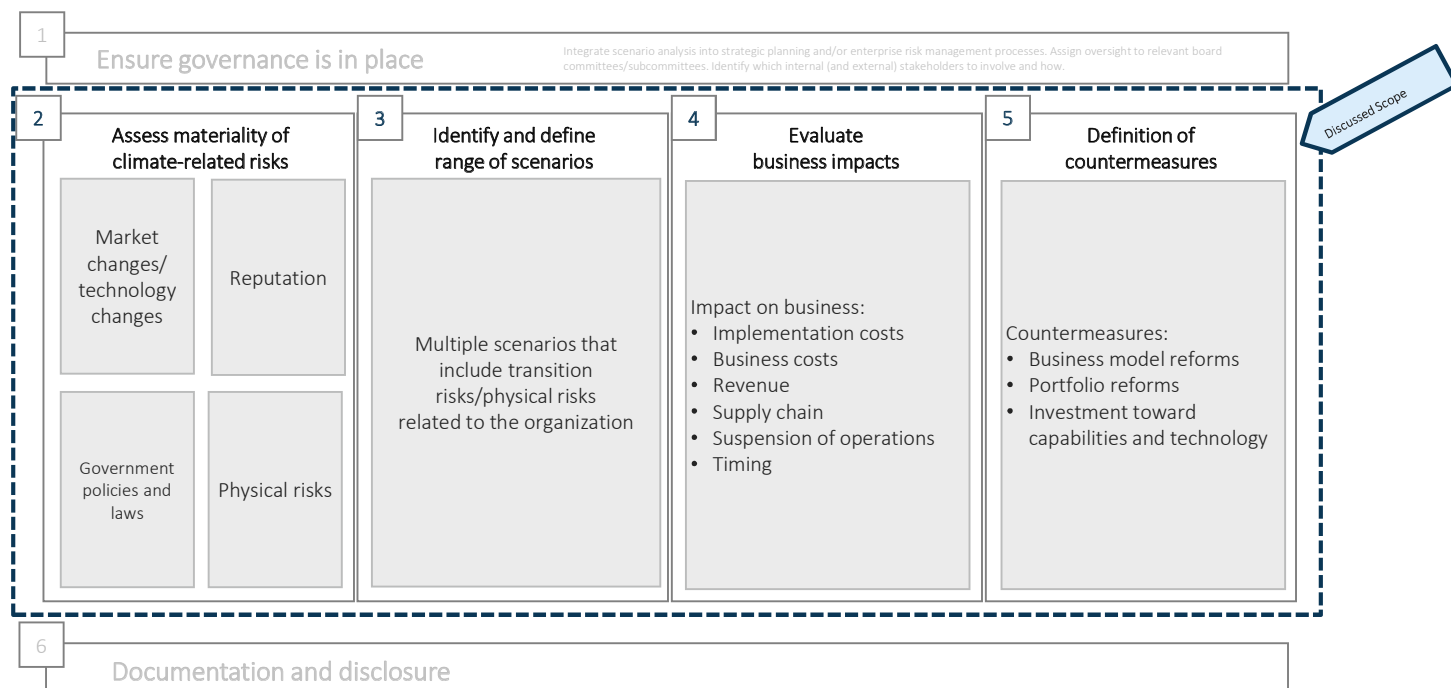 1
Ensure governance is in place
Integrate scenario analysis into strategic planning and/or enterprise risk management processes. Assign oversight to relevant board
committees/subcommittees. Identify which internal (and external) stakeholders to involve and how.
Discussed Scope
2
Assess materiality of
climate-related risks
Market
changes/
technology
changes
Reputation
Government
policies and
laws
Physical risks
3
Identify and define
range of scenarios
Multiple scenarios that
include transition
risks/physical risks
related to the organization
4
Evaluate
business impacts
Impact on business:
• Implementation costs
• Business costs
• Revenue
• Supply chain
• Suspension of operations
• Timing
5
Definition of
countermeasures
Countermeasures:
• Business model reforms
• Portfolio reforms
• Investment toward
capabilities and technology
6
Documentation and disclosure